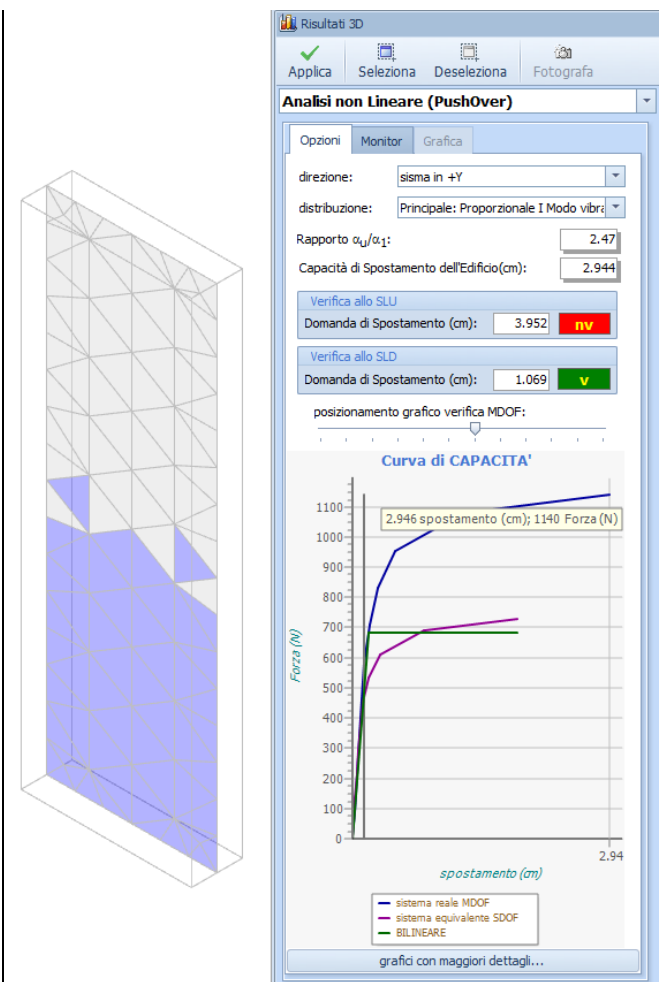 Risultati 3D
Applica Seleziona Deseleziona Fotografa
Analisi non Lineare (PushOver)
Opzioni Monitor Grafica
direzione: sisma in +Y
distribuzione: Principale: Proporzionale I Modo vibra
Rapporto αu/α1: 2.47
Capacità di Spostamento dell'Edificio(cm): 2.944
Verifica allo SLU
Domanda di Spostamento (cm): 3.952 nv
Verifica allo SLD
Domanda di Spostamento (cm): 1.069 v
posizionamento grafico verifica MDOF:
Curva di CAPACITA'
1100
2.946 spostamento (cm); 1140 Forza (N)
1000
900
800
700
600
500
400
300
200
100
0
Forza (N)
2.94
spostamento (cm)
sistema reale MDOF
sistema equivalente SDOF
BILINEARE
grafici con maggiori dettagli...